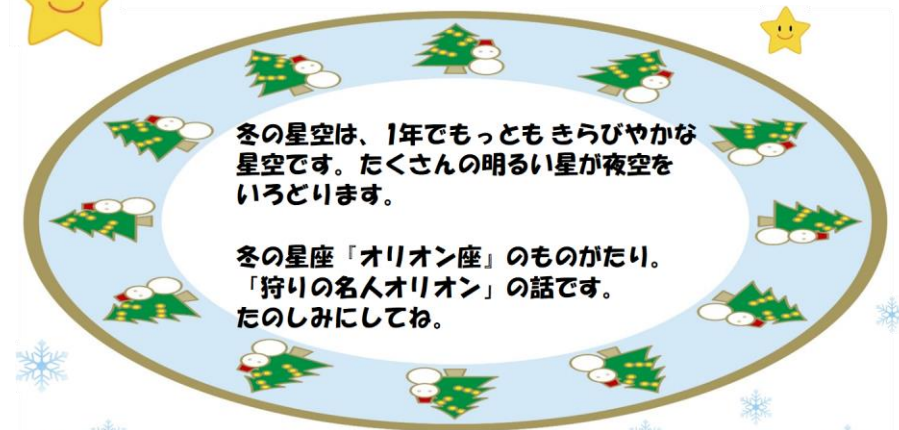 冬の星空は、1年でもっとも きらびやかな
星空です。たくさんの明るい星が夜空を
いろどります。
冬の星座『オリオン座』のものがたり。
「狩りの名人オリオン」の話です。
たのしみにしてね。